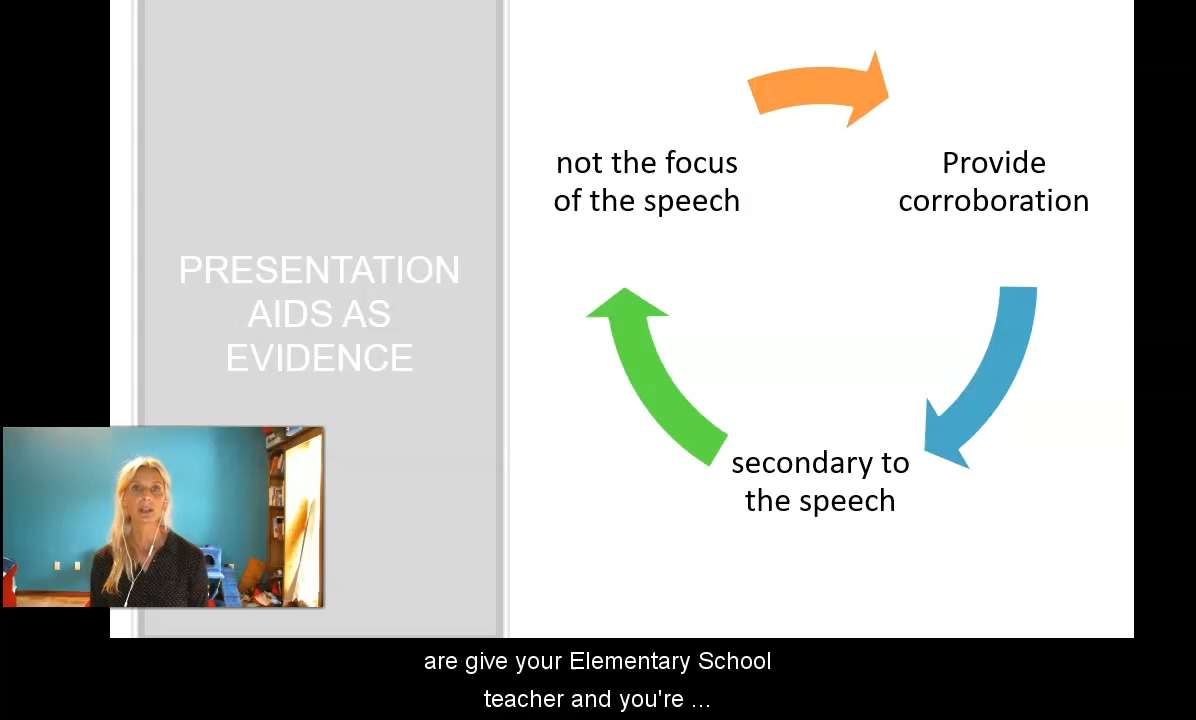 PRESENTATION
AIDS AS
EVIDENCE
not the focus
of the speech
Provide
corroboration
secondary to
the speech
are give your Elementary School
teacher and you're ...